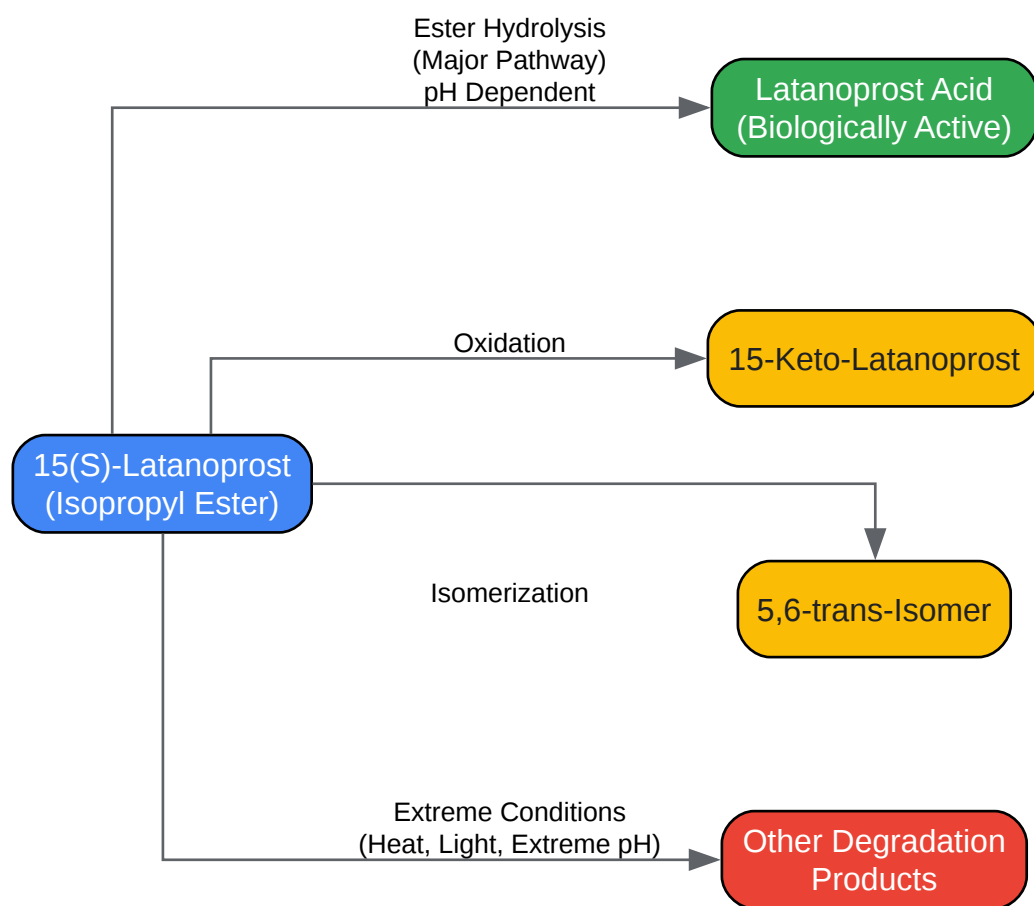 Ester Hydrolysis
(Major Pathway)
pH Dependent
Latanoprost Acid
(Biologically Active)
Oxidation
15-Keto-Latanoprost
15(S)-Latanoprost
(Isopropyl Ester)
Isomerization
5,6-trans-Isomer
Extreme Conditions
(Heat, Light, Extreme pH)
Other Degradation
Products